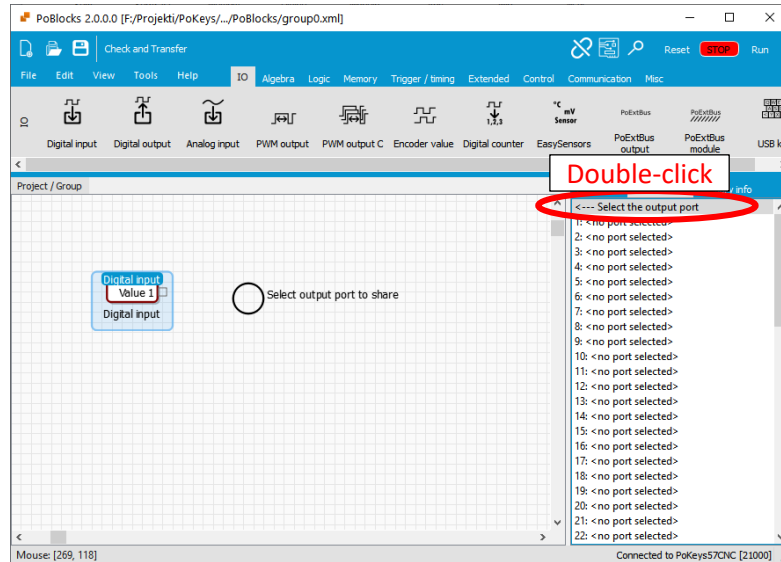 PoBlocks 2.0.0.0 [F:/Projekti/PoKeys/.../PoBlocks/group0.xml]
Check and Transfer
Reset STOP Run
File Edit View Tools Help IO Algebra Logic Memory Trigger / timing Extended Control Communication Misc
IO
1,2,3
°C mV Sensor
PoExtBus
PoExtBus
Digital input Digital output Analog input PWM output PWM output C Encoder value Digital counter EasySensors PoExtBus output PoExtBus module USB k
Double-click
Project / Group
info
<--- Select the output port
1: <no port selected>
2: <no port selected>
3: <no port selected>
4: <no port selected>
5: <no port selected>
6: <no port selected>
7: <no port selected>
8: <no port selected>
9: <no port selected>
10: <no port selected>
11: <no port selected>
12: <no port selected>
13: <no port selected>
14: <no port selected>
15: <no port selected>
16: <no port selected>
17: <no port selected>
18: <no port selected>
19: <no port selected>
20: <no port selected>
21: <no port selected>
22: <no port selected>
Digital input
Value 1
Digital input
Select output port to share
Mouse: [269, 118]
Connected to PoKeys57CNC [21000]